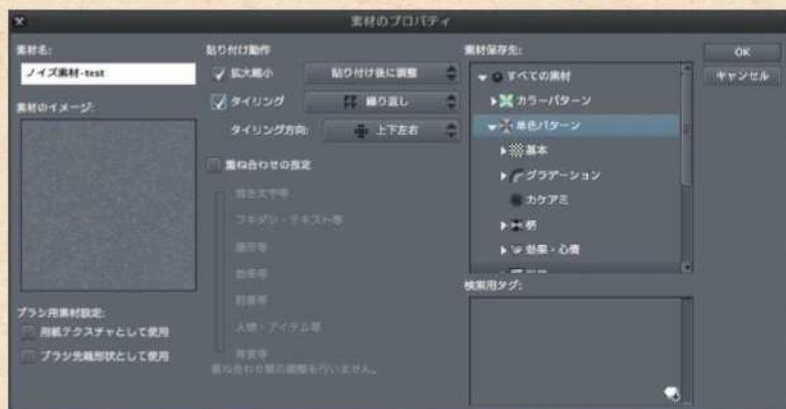 素材のプロパティ
素材名:
ノイズ素材-test
素材のイメージ:
ブラシ用素材設定:
用紙テクスチャとして使用
ブラシ先端形状として使用
貼り付け動作
拡大縮小
貼り付け後に調整
タイリング
繰り返し
タイリング方向:
上下左右
重ね合わせの指定
描き文字等
フキダシ・テキスト等
効果等
前景等
人物・アイテム等
背景等
重ね合わせ順の調整を行いません。
素材保存先:
すべての素材
カラーパターン
単色パターン
基本
グラデーション
カケアミ
柄
効果・心情
検索用タグ:
OK
キャンセル